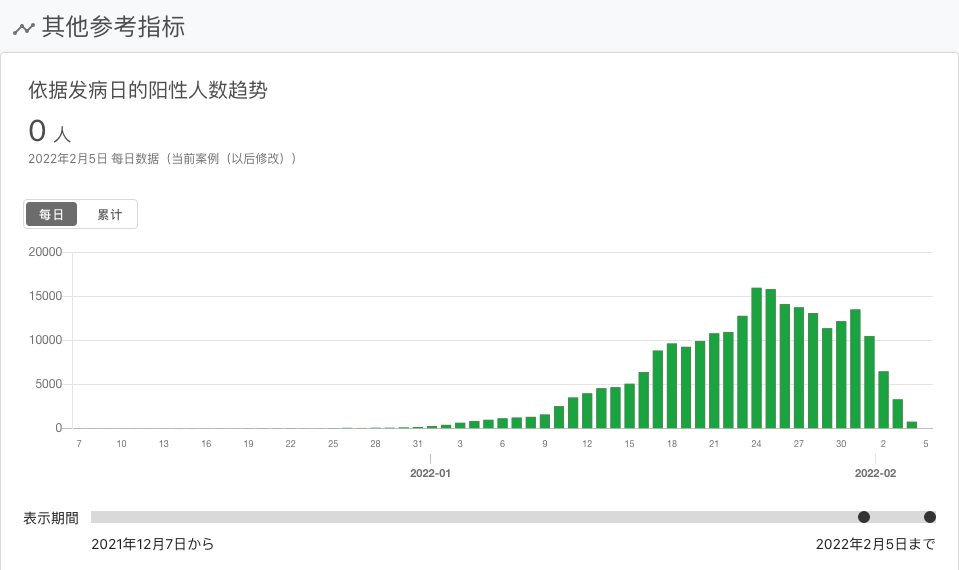 其他参考指标
依据发病日的阳性人数趋势
0 人
2022年2月5日 每日数据（当前案例（以后修改））
每日 累计
20000
15000
10000
5000
0
7 10 13 16 19 22 25 28 31 3 6 9 12 15 18 21 24 27 30 2 5
2022-01 2022-02
表示期間
2021年12月7日から 2022年2月5日まで